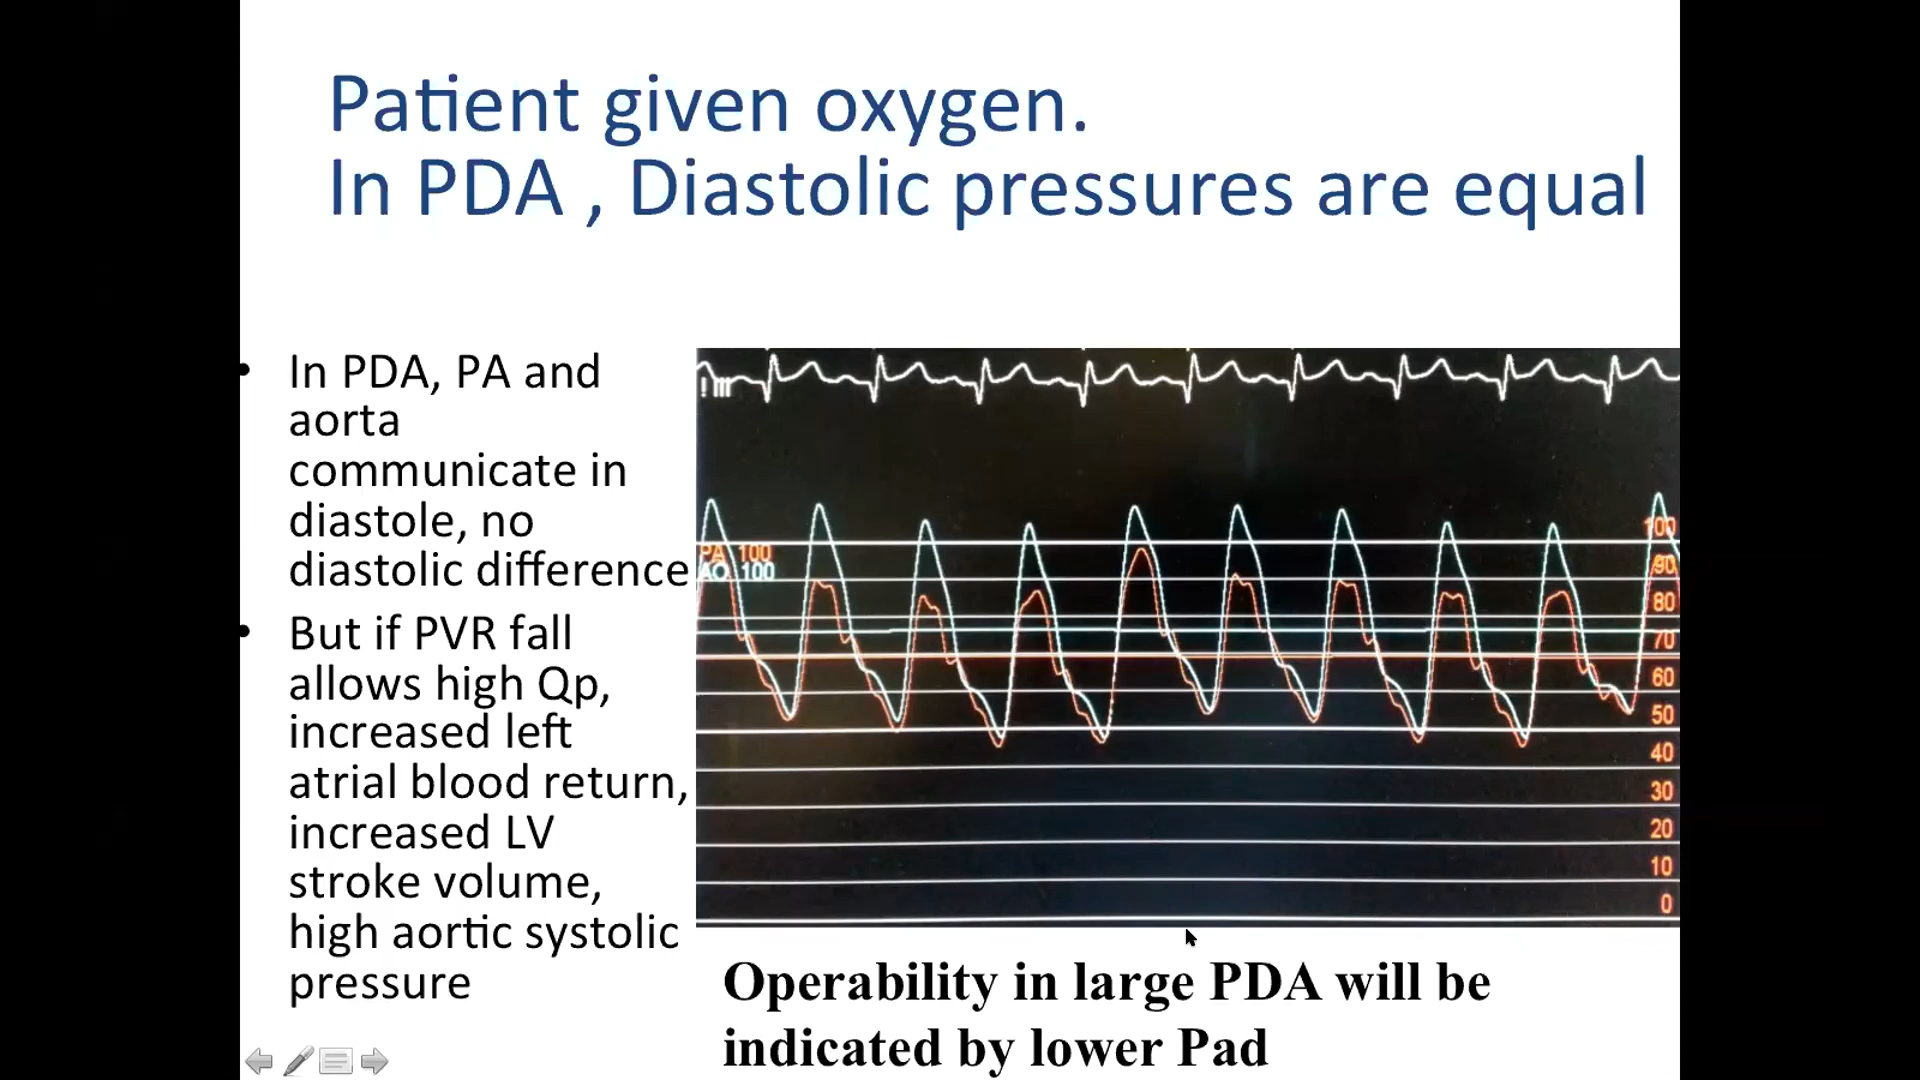 Patient given oxygen.
In PDA , Diastolic pressures are equal
• In PDA, PA and
aorta
communicate in
diastole, no
diastolic difference
• But if PVR fall
allows high Qp,
increased left
atrial blood return,
increased LV
stroke volume,
high aortic systolic
pressure
III
PA 100
AO 100
100
90
80
70
60
50
40
30
20
10
0
Operability in large PDA will be
indicated by lower Pad